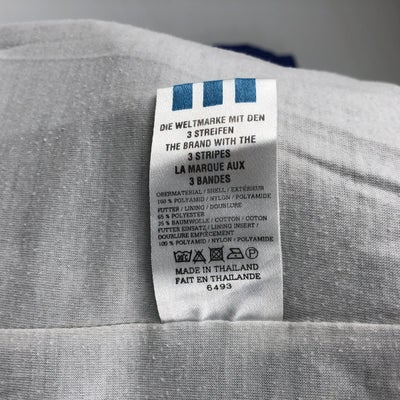 DIE WELTMARKE MIT DEN
3 STREIFEN
THE BRAND WITH THE
3 STRIPES
LA MARQUE AUX
3 BANDES
OBERMATERIAL / SHELL / EXTÉRIEUR
100 % POLYAMID / NYLON / POLYAMIDE
FUTTER / LINING / DOUBLURE
65 % POLYESTER
35 % BAUMWOLLE / COTTON / COTON
FUTTER EINSATZ / LINING INSERT /
DOUBLURE EMPIÈCEMENT
100 % POLYAMID / NYLON / POLYAMIDE
MADE IN THAILAND
FAIT EN THAILANDE
6493